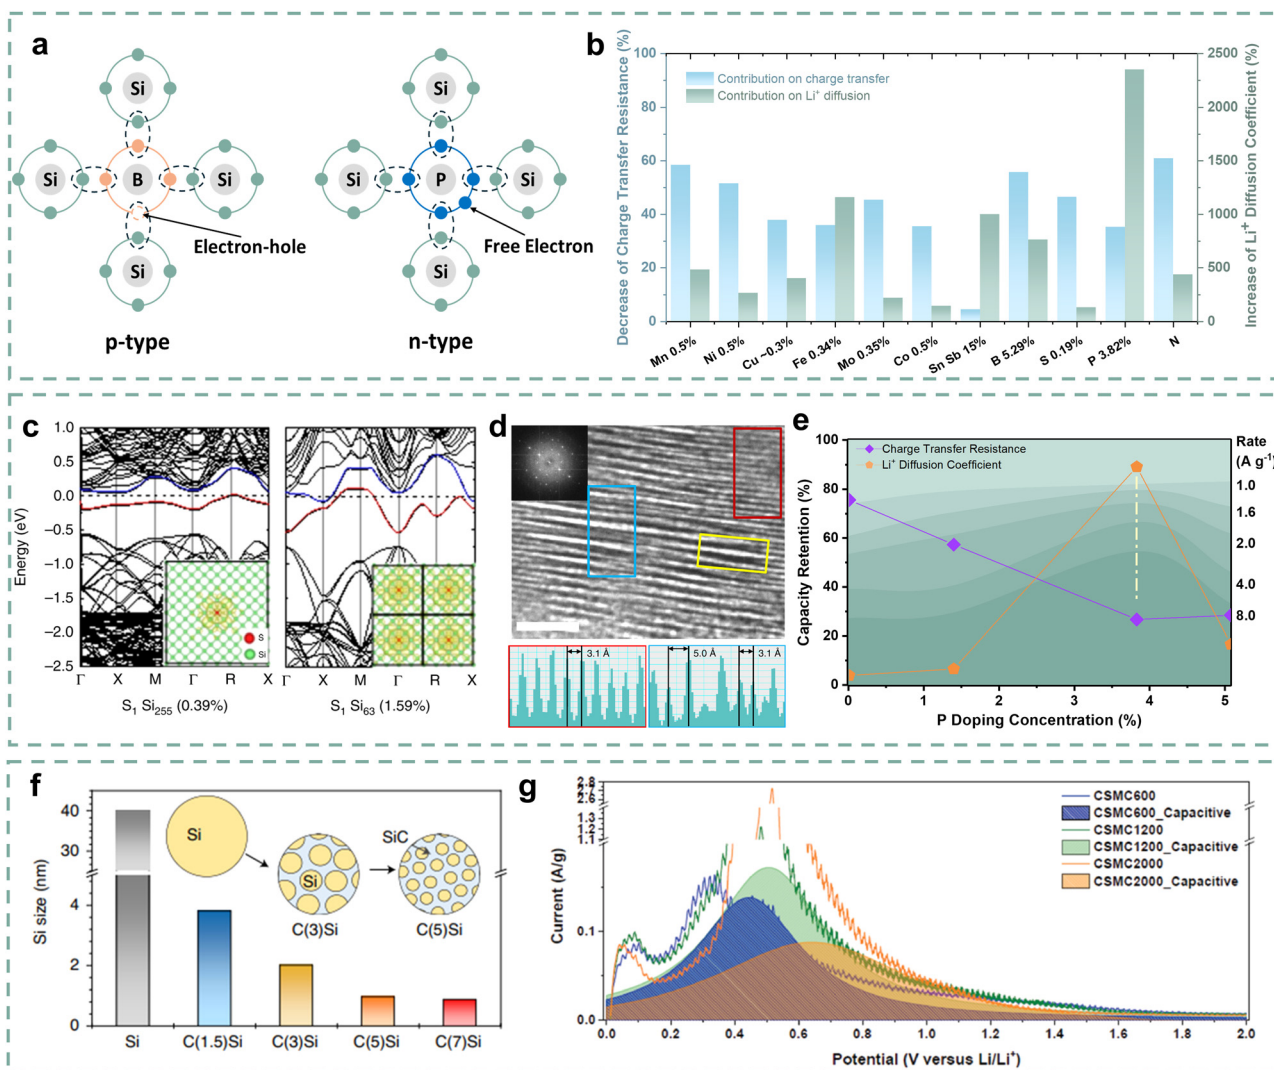 a
Si
Si
B
Si
Electron-hole
Si
p-type
Si
Si
P
Si
Free Electron
Si
n-type
b
Decrease of Charge Transfer Resistance (%)
100
80
60
40
20
0
Contribution on charge transfer
Contribution on Li⁺ diffusion
2500
2000
1500
1000
500
0
Increase of Li⁺ Diffusion Coefficient (%)
Mn 0.5%
Ni 0.5%
Cu ~0.3%
Fe 0.34%
Mo 0.35%
Co 0.5%
Sn Sb 15%
B 5.29%
S 0.19%
P 3.82%
N
c
Energy (eV)
1.0
0.5
0.0
−0.5
−1.0
−1.5
−2.0
−2.5
S
Si
Γ X M Γ R X
Γ X M Γ R X
S₁ Si₂₅₅ (0.39%)
S₁ Si₆₃ (1.59%)
d
3.1 Å
5.0 Å
3.1 Å
e
Capacity Retention (%)
100
80
60
40
20
0
Charge Transfer Resistance
Li⁺ Diffusion Coefficient
Rate
(A g⁻¹)
1.0
1.6
2.0
4.0
8.0
0 1 2 3 4 5
P Doping Concentration (%)
f
Si size (nm)
40
30
4
2
0
Si
SiC
Si
C(3)Si
C(5)Si
Si C(1.5)Si C(3)Si C(5)Si C(7)Si
g
Current (A/g)
2.8
2.7
2.6
1.3
1.2
1.1
0.1
0.0
CSMC600
CSMC600_Capacitive
CSMC1200
CSMC1200_Capacitive
CSMC2000
CSMC2000_Capacitive
0.0 0.2 0.4 0.6 0.8 1.0 1.2 1.4 1.6 1.8 2.0
Potential (V versus Li/Li⁺)